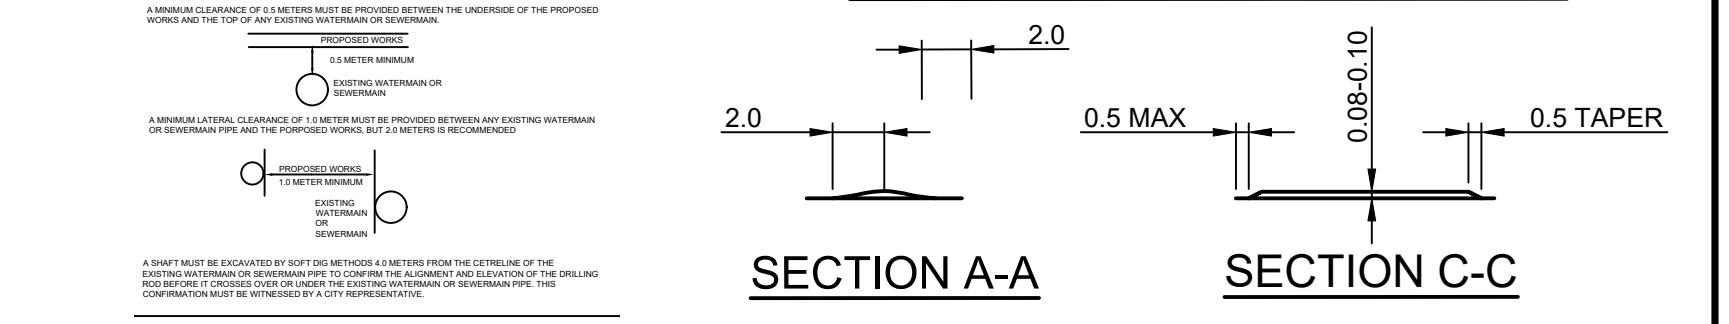 A MINIMUM CLEARANCE OF 0.5 METERS MUST BE PROVIDED BETWEEN THE UNDERSIDE OF THE PROPOSED
WORKS AND THE TOP OF ANY EXISTING WATERMAIN OR SEWERMAIN.
PROPOSED WORKS
0.5 METER MINIMUM
EXISTING WATERMAIN OR
SEWERMAIN
A MINIMUM LATERAL CLEARANCE OF 1.0 METER MUST BE PROVIDED BETWEEN ANY EXISTING WATERMAIN
OR SEWERMAIN PIPE AND THE PORPOSED WORKS, BUT 2.0 METERS IS RECOMMENDED
PROPOSED WORKS
1.0 METER MINIMUM
EXISTING
WATERMAIN
OR
SEWERMAIN
A SHAFT MUST BE EXCAVATED BY SOFT DIG METHODS 4.0 METERS FROM THE CETRELINE OF THE
EXISTING WATERMAIN OR SEWERMAIN PIPE TO CONFIRM THE ALIGNMENT AND ELEVATION OF THE DRILLING
ROD BEFORE IT CROSSES OVER OR UNDER THE EXISTING WATERMAIN OR SEWERMAIN PIPE. THIS
CONFIRMATION MUST BE WITNESSED BY A CITY REPRESENTATIVE.
2.0
2.0
SECTION A-A
0.5 MAX
0.08-0.10
0.5 TAPER
SECTION C-C